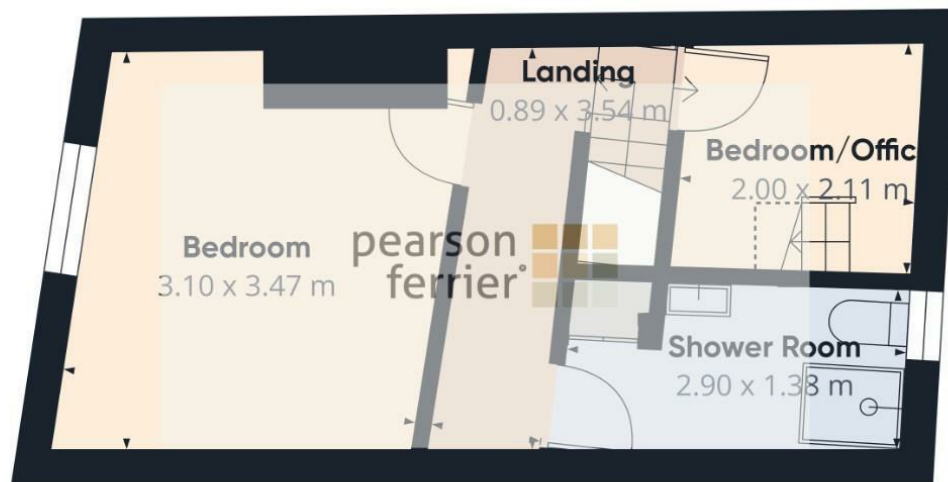 Landing
0.89 x 3.54 m
Bedroom/Offic
2.00 x 2.11 m
Bedroom
3.10 x 3.47 m
pearson
ferrier
Shower Room
2.90 x 1.38 m